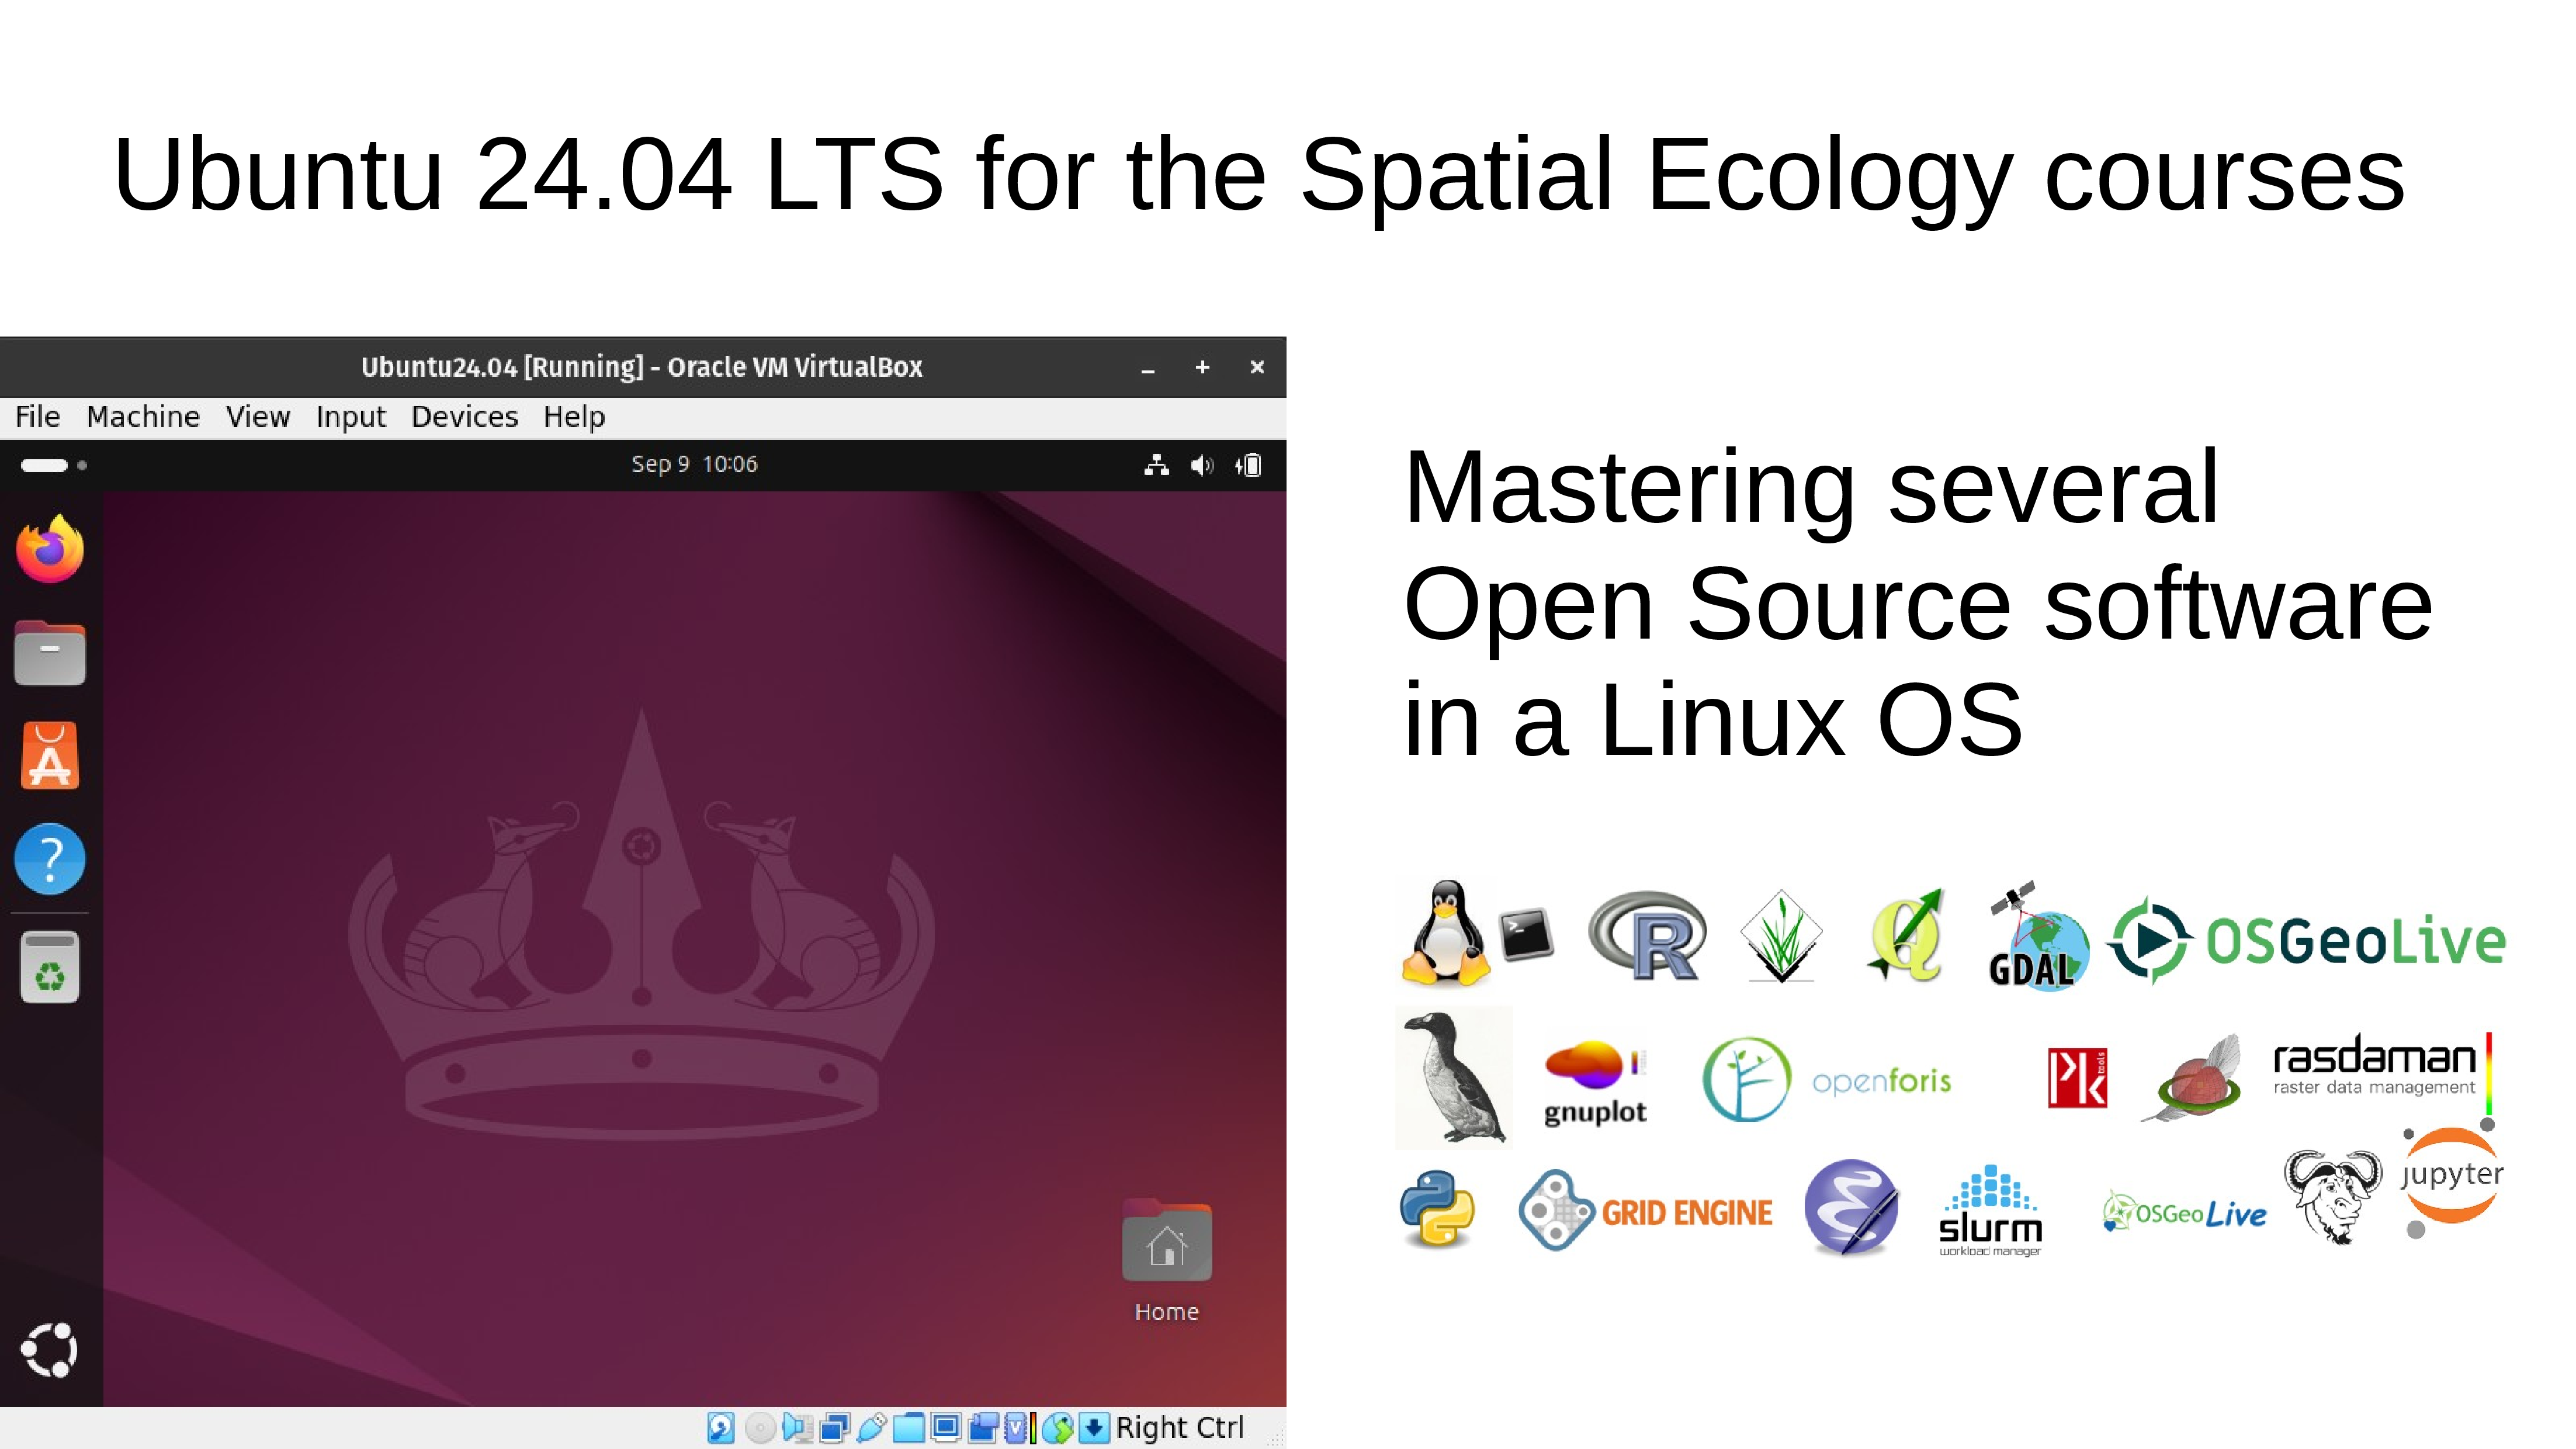 Ubuntu 24.04 LTS for the Spatial Ecology courses
Ubuntu24.04 [Running] - Oracle VM VirtualBox
File Machine View Input Devices Help
Sep 9 10:06
Home
Right Ctrl
Mastering several
Open Source software
in a Linux OS
R
Q
GDAL
OSGeoLive
gnuplot
openforis
Pk tools
rasdaman
raster data management
GRID ENGINE
slurm
workload manager
OSGeoLive
jupyter